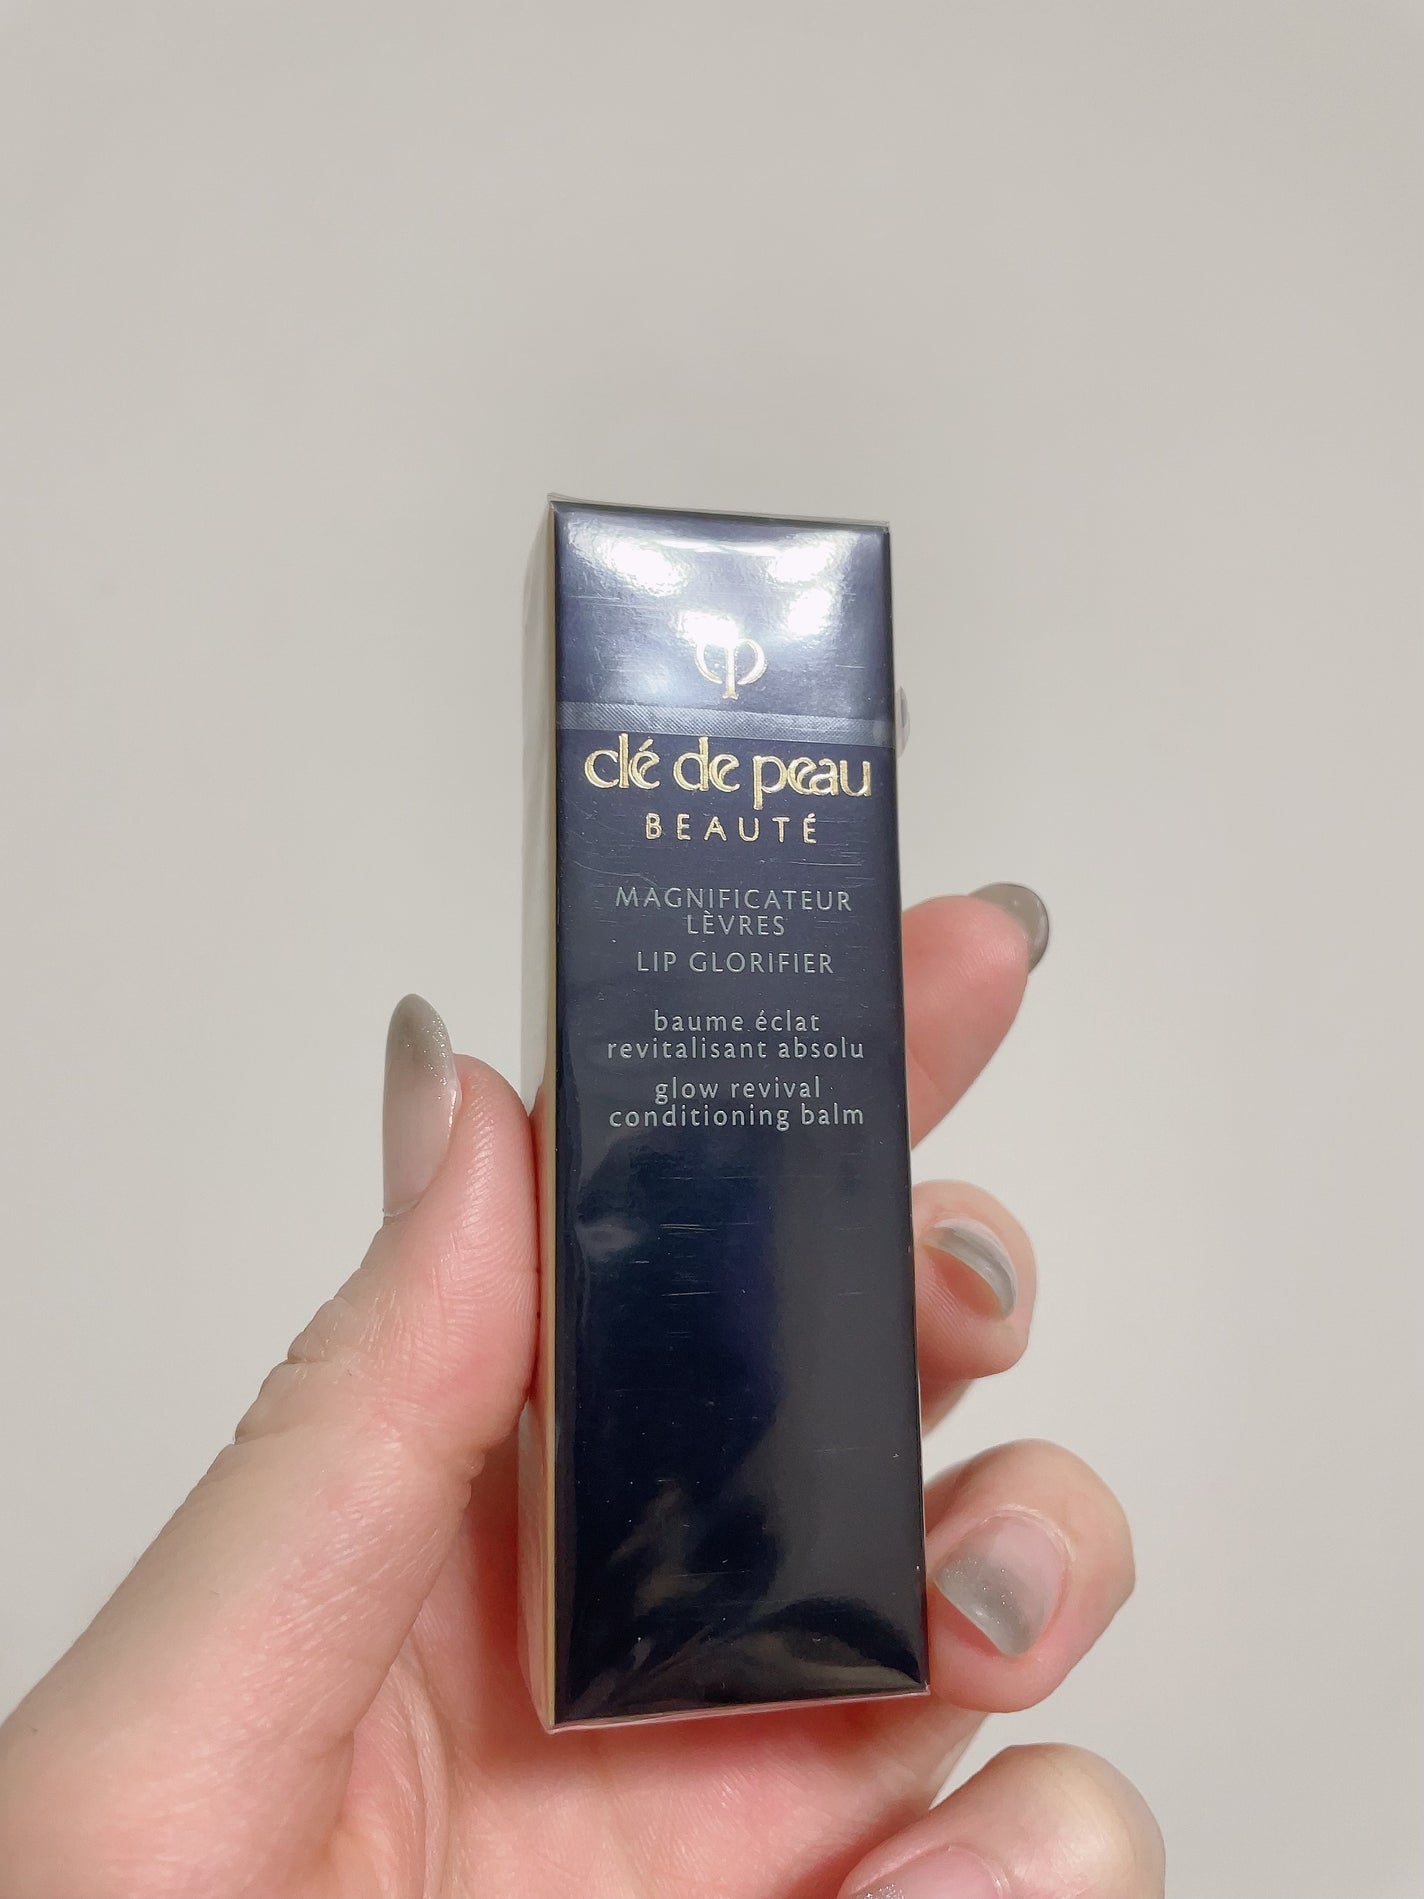 clé de peau
BEAUTÉ
MAGNIFICATEUR
LÈVRES
LIP GLORIFIER
baume éclat
revitalisant absolu
glow revival
conditioning balm